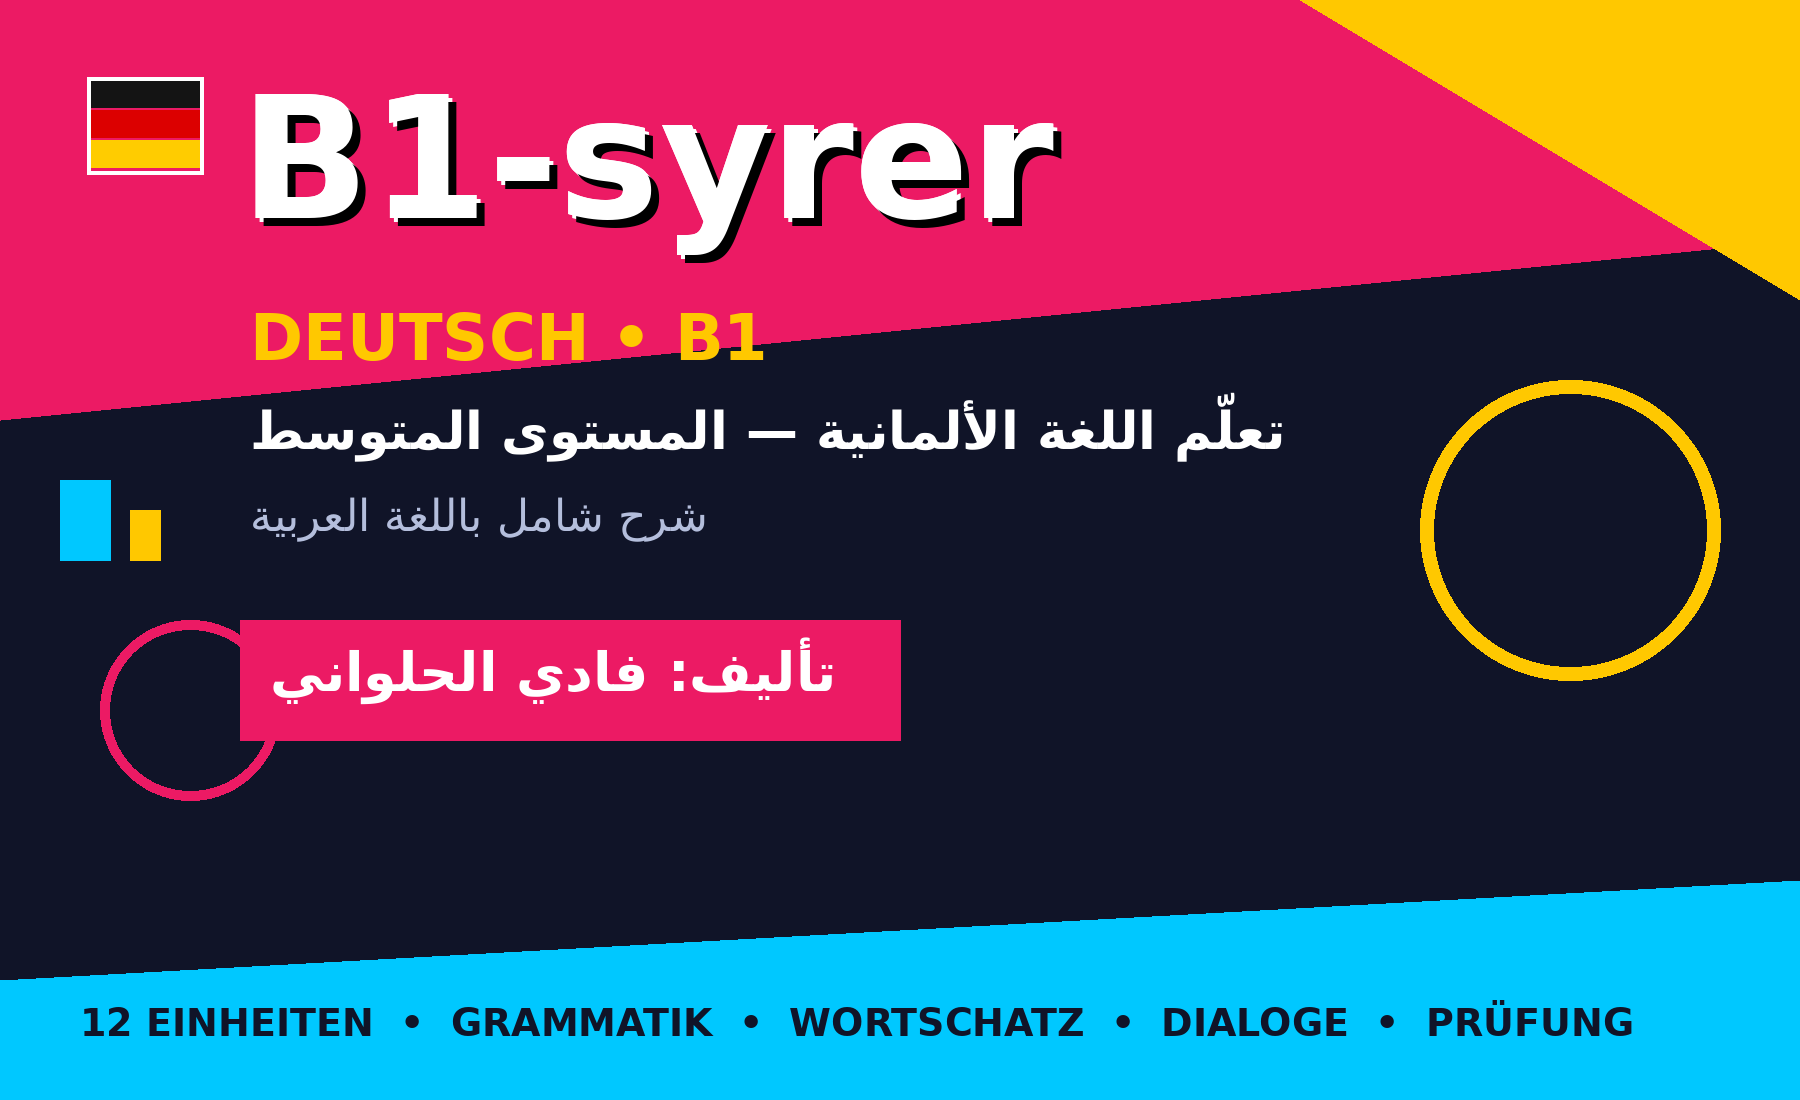 B1-syrer
DEUTSCH • B1
تعلّم اللغة الألمانية — المستوى المتوسط
شرح شامل باللغة العربية
تأليف: فادي الحلواني
12 EINHEITEN • GRAMMATIK • WORTSCHATZ • DIALOGE • PRÜFUNG